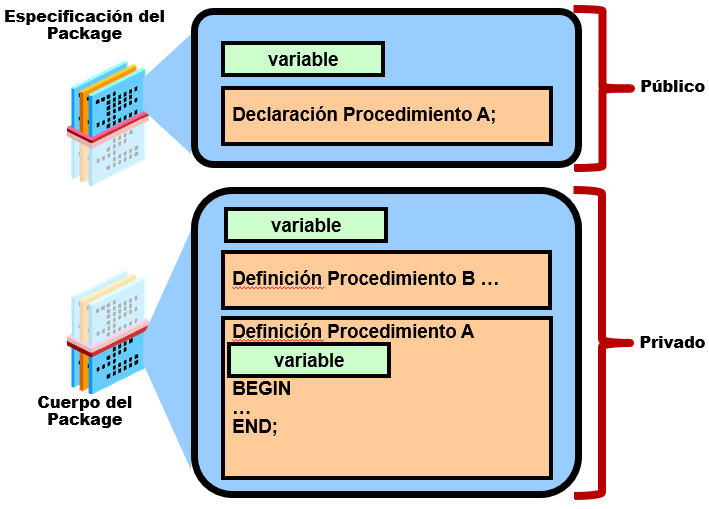 Especificación del
Package
variable
Declaración Procedimiento A;
Público
variable
Definición Procedimiento B …
Definición Procedimiento A
variable
BEGIN
…
END;
Privado
Cuerpo del
Package